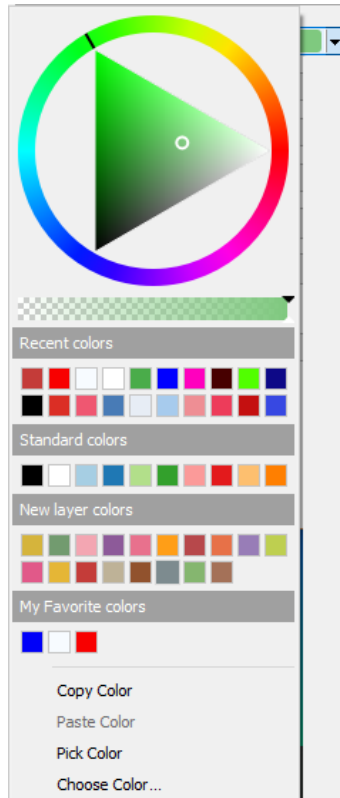 Recent colors
Standard colors
New layer colors
My Favorite colors
Copy Color
Paste Color
Pick Color
Choose Color...